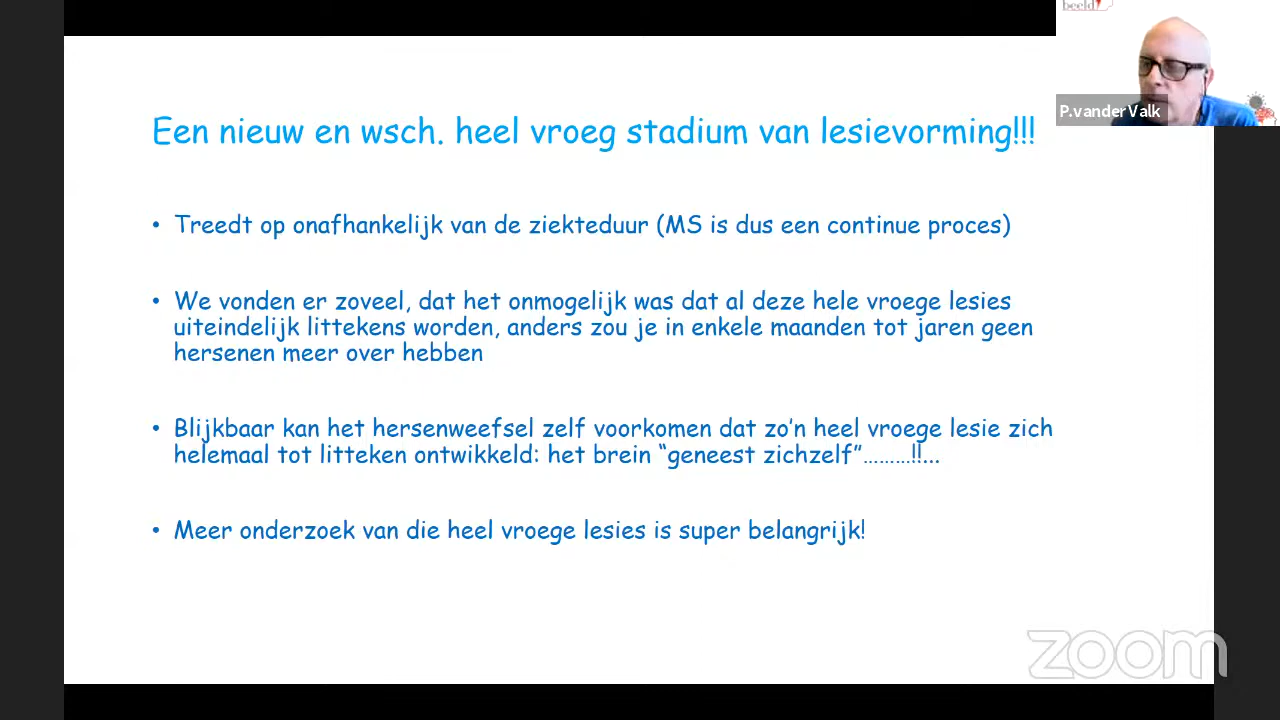 beeld
P.vanderValk
Een nieuw en wsch. heel vroeg stadium van lesievorming!!!
• Treedt op onafhankelijk van de ziekteduur (MS is dus een continue proces)
• We vonden er zoveel, dat het onmogelijk was dat al deze hele vroege lesies
uiteindelijk littekens worden, anders zou je in enkele maanden tot jaren geen
hersenen meer over hebben
• Blijkbaar kan het hersenweefsel zelf voorkomen dat zo’n heel vroege lesie zich
helemaal tot litteken ontwikkeld: het brein “geneest zichzelf”………!!...
• Meer onderzoek van die heel vroege lesies is super belangrijk!
zoom